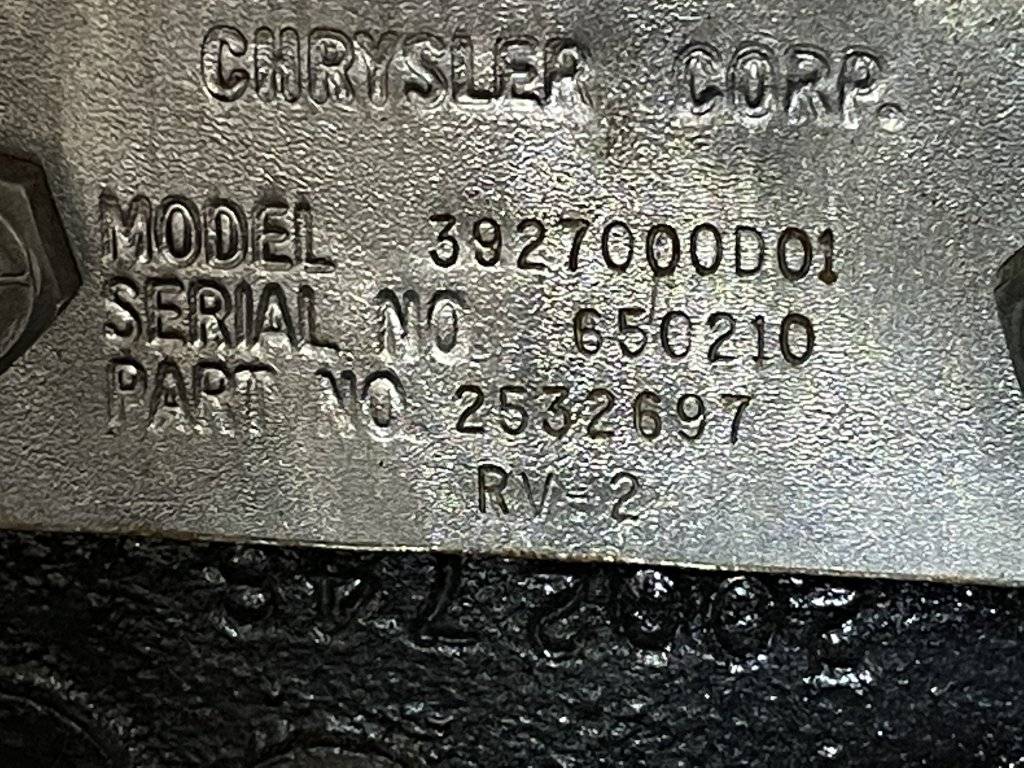 CHRYSLER CORP.
MODEL 3927000D01
SERIAL NO 650210
PART NO 2532697
RV-2